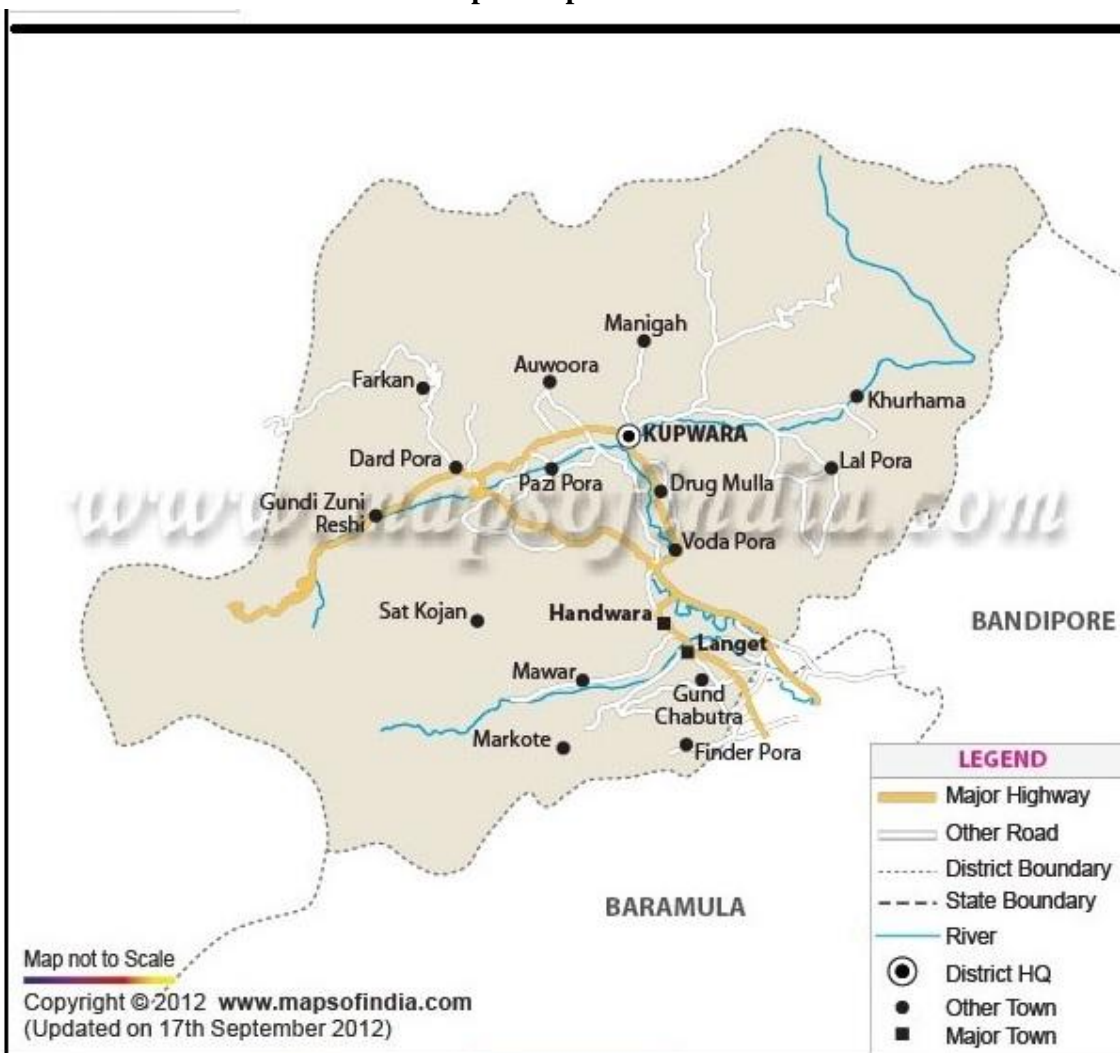 Manigah
Auwoora
Farkan
Khurhama
KUPWARA
Dard Pora
Pazi Pora
Lal Pora
Drug Mulla
Gundi Zuni
Reshi
www.mapsofindia.com
Voda Pora
Sat Kojan
Handwara
BANDIPORE
Langet
Mawar
Gund
Chabutra
Markote
Finder Pora
BARAMULA
LEGEND
Major Highway
Other Road
District Boundary
State Boundary
River
District HQ
Other Town
Major Town
Map not to Scale
Copyright © 2012 www.mapsofindia.com
(Updated on 17th September 2012)